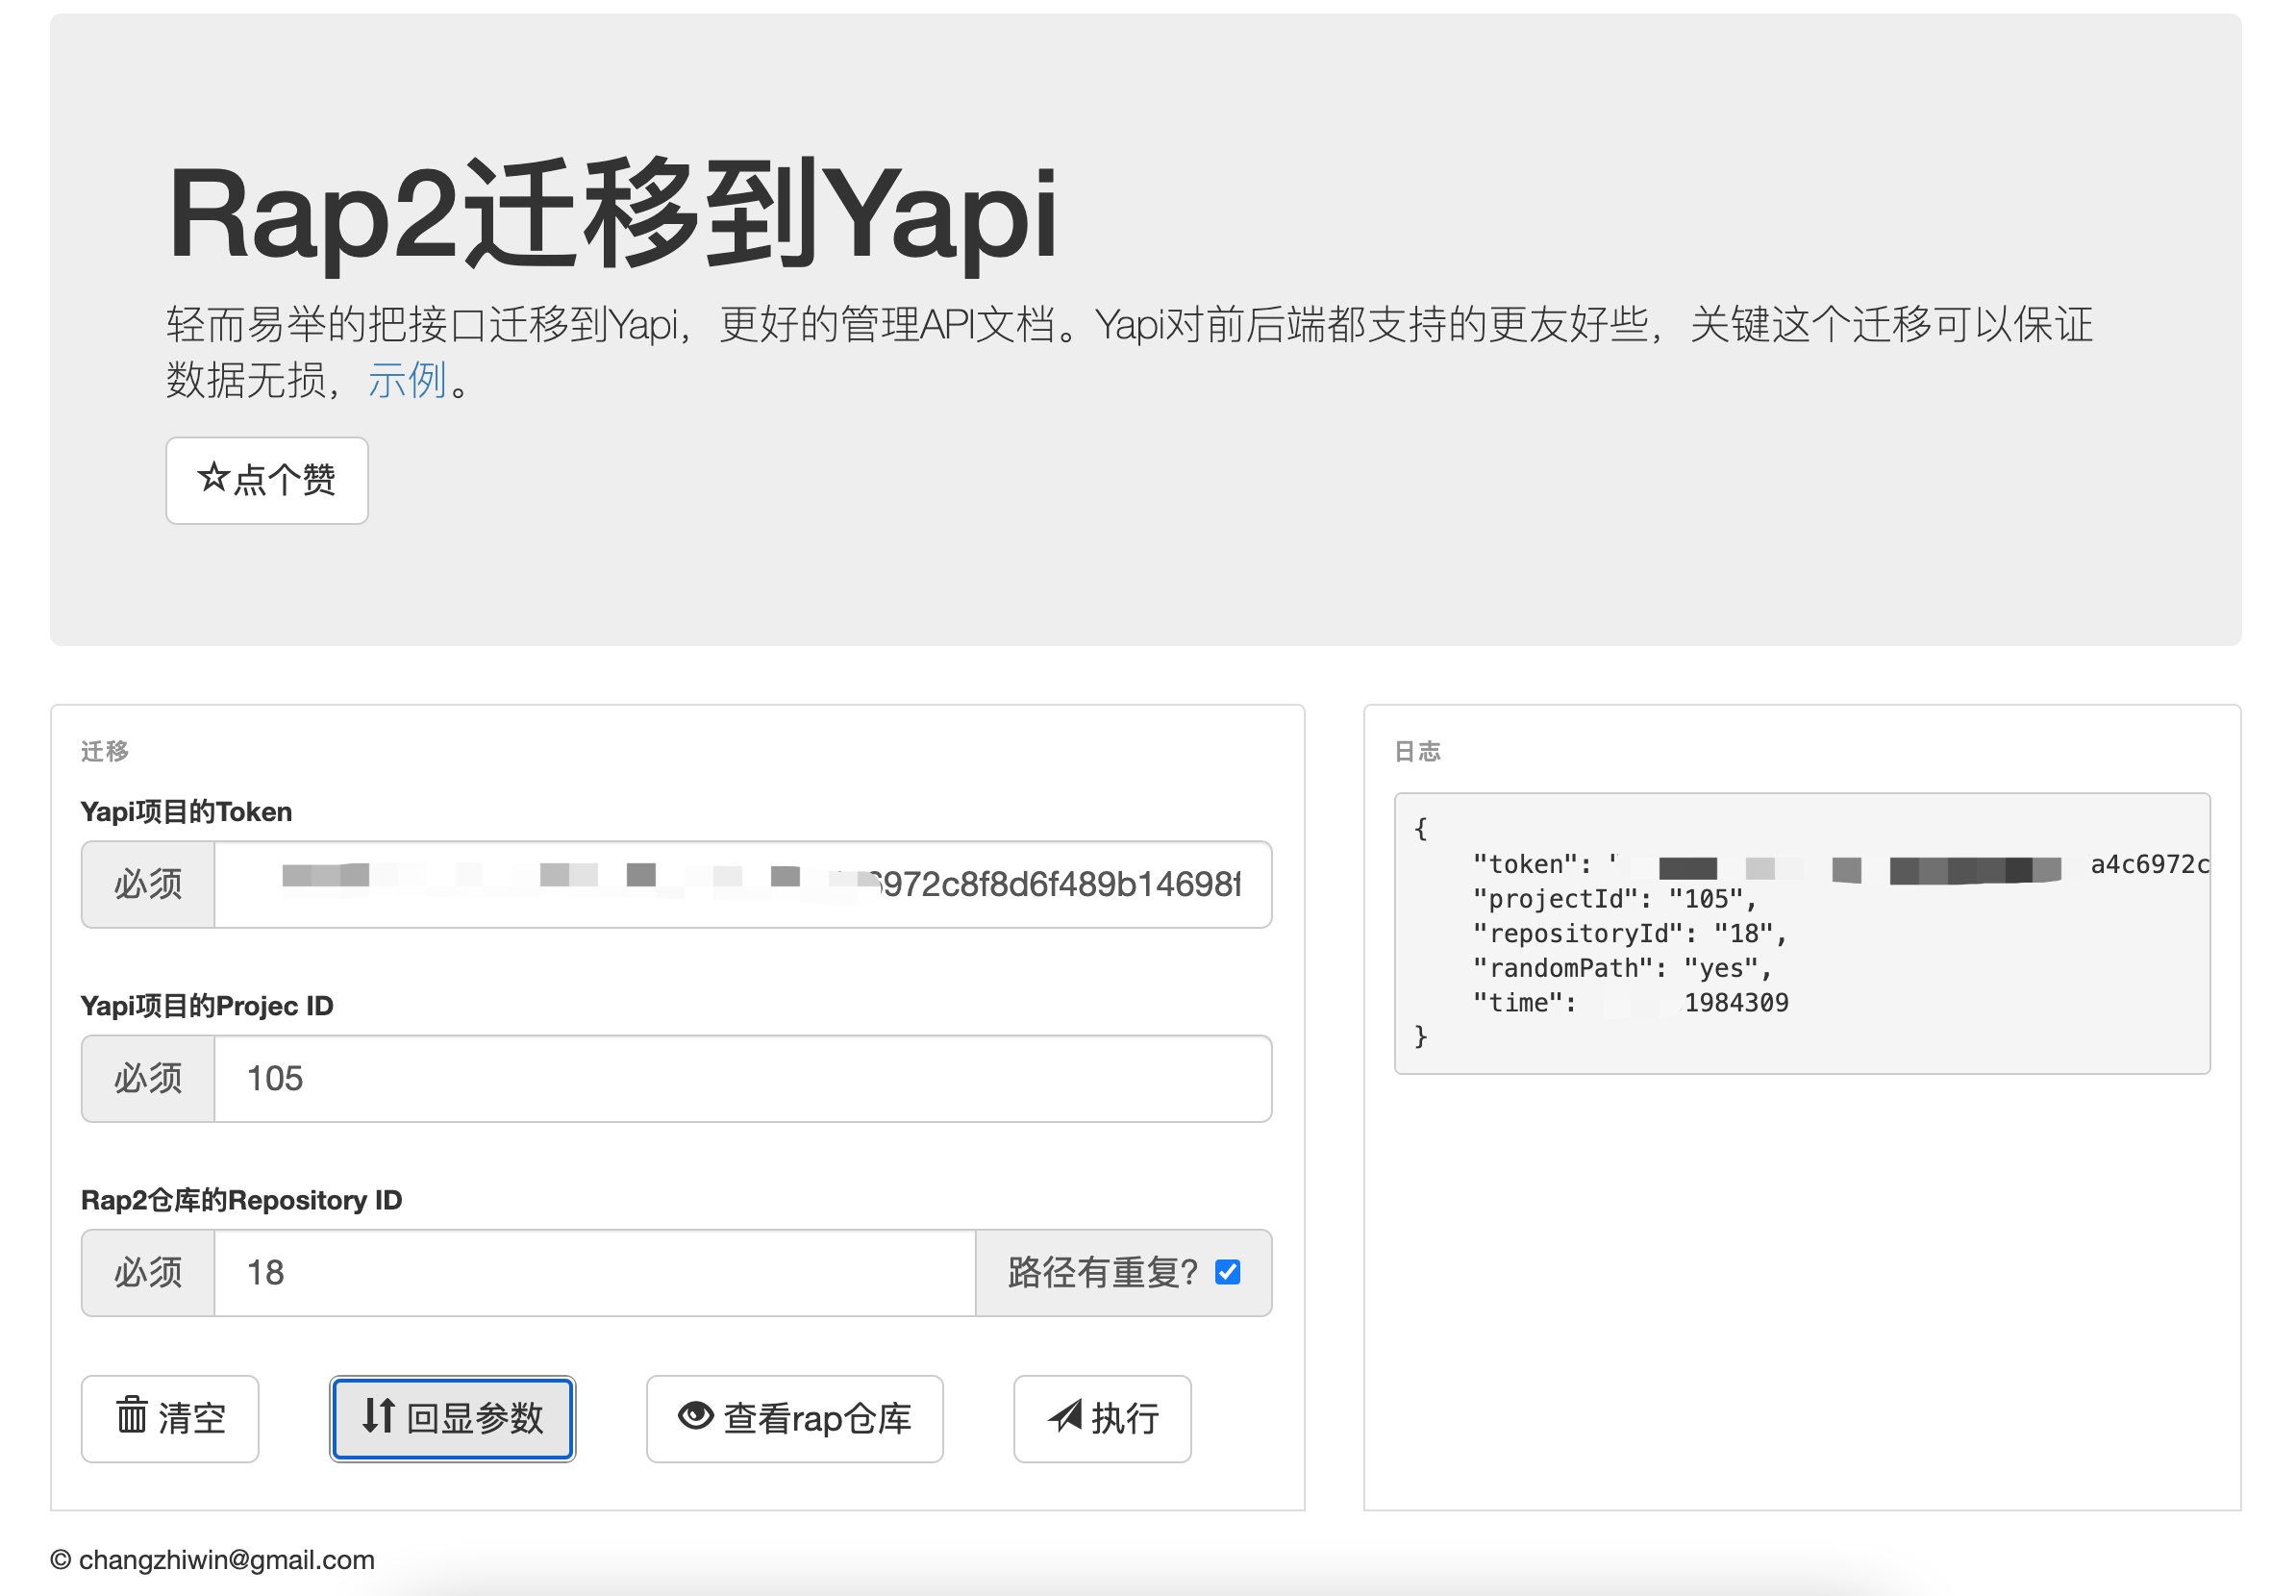 Rap2迁移到Yapi
轻而易举的把接口迁移到Yapi，更好的管理API文档。Yapi对前后端都支持的更友好些，关键这个迁移可以保证
数据无损，示例。
☆点个赞
迁移
Yapi项目的Token
必须 6972c8f8d6f489b14698f
Yapi项目的Projec ID
必须 105
Rap2仓库的Repository ID
必须 18 路径有重复?
清空 回显参数 查看rap仓库 执行
日志
{
"token": " a4c6972c
"projectId": "105",
"repositoryId": "18",
"randomPath": "yes",
"time": 1984309
}
© changzhiwin@gmail.com